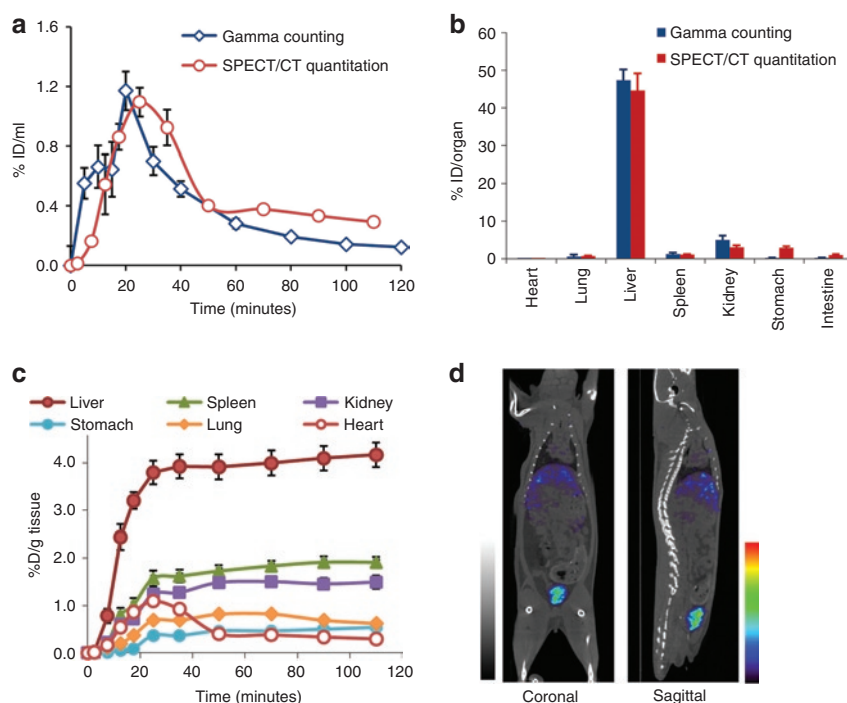 a
Gamma counting
SPECT/CT quantitation
% ID/ml
1.6
1.2
0.8
0.4
0.0
0 20 40 60 80 100 120
Time (minutes)
b
Gamma counting
SPECT/CT quantitation
% ID/organ
60
50
40
30
20
10
0
Heart
Lung
Liver
Spleen
Kidney
Stomach
Intestine
c
Liver Spleen Kidney
Stomach Lung Heart
%D/g tissue
4.0
3.0
2.0
1.0
0.0
0 20 40 60 80 100 120
Time (minutes)
d
Coronal Sagittal